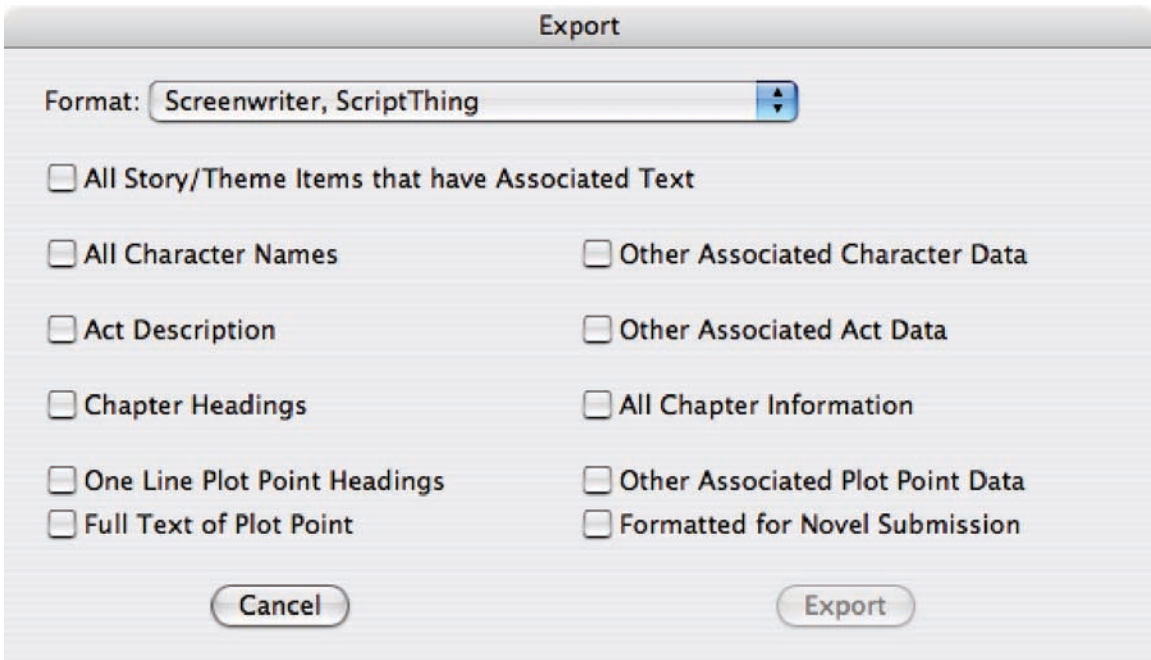 Export
Format: Screenwriter, ScriptThing
All Story/Theme Items that have Associated Text
All Character Names Other Associated Character Data
Act Description Other Associated Act Data
Chapter Headings All Chapter Information
One Line Plot Point Headings Other Associated Plot Point Data
Full Text of Plot Point Formatted for Novel Submission
Cancel Export